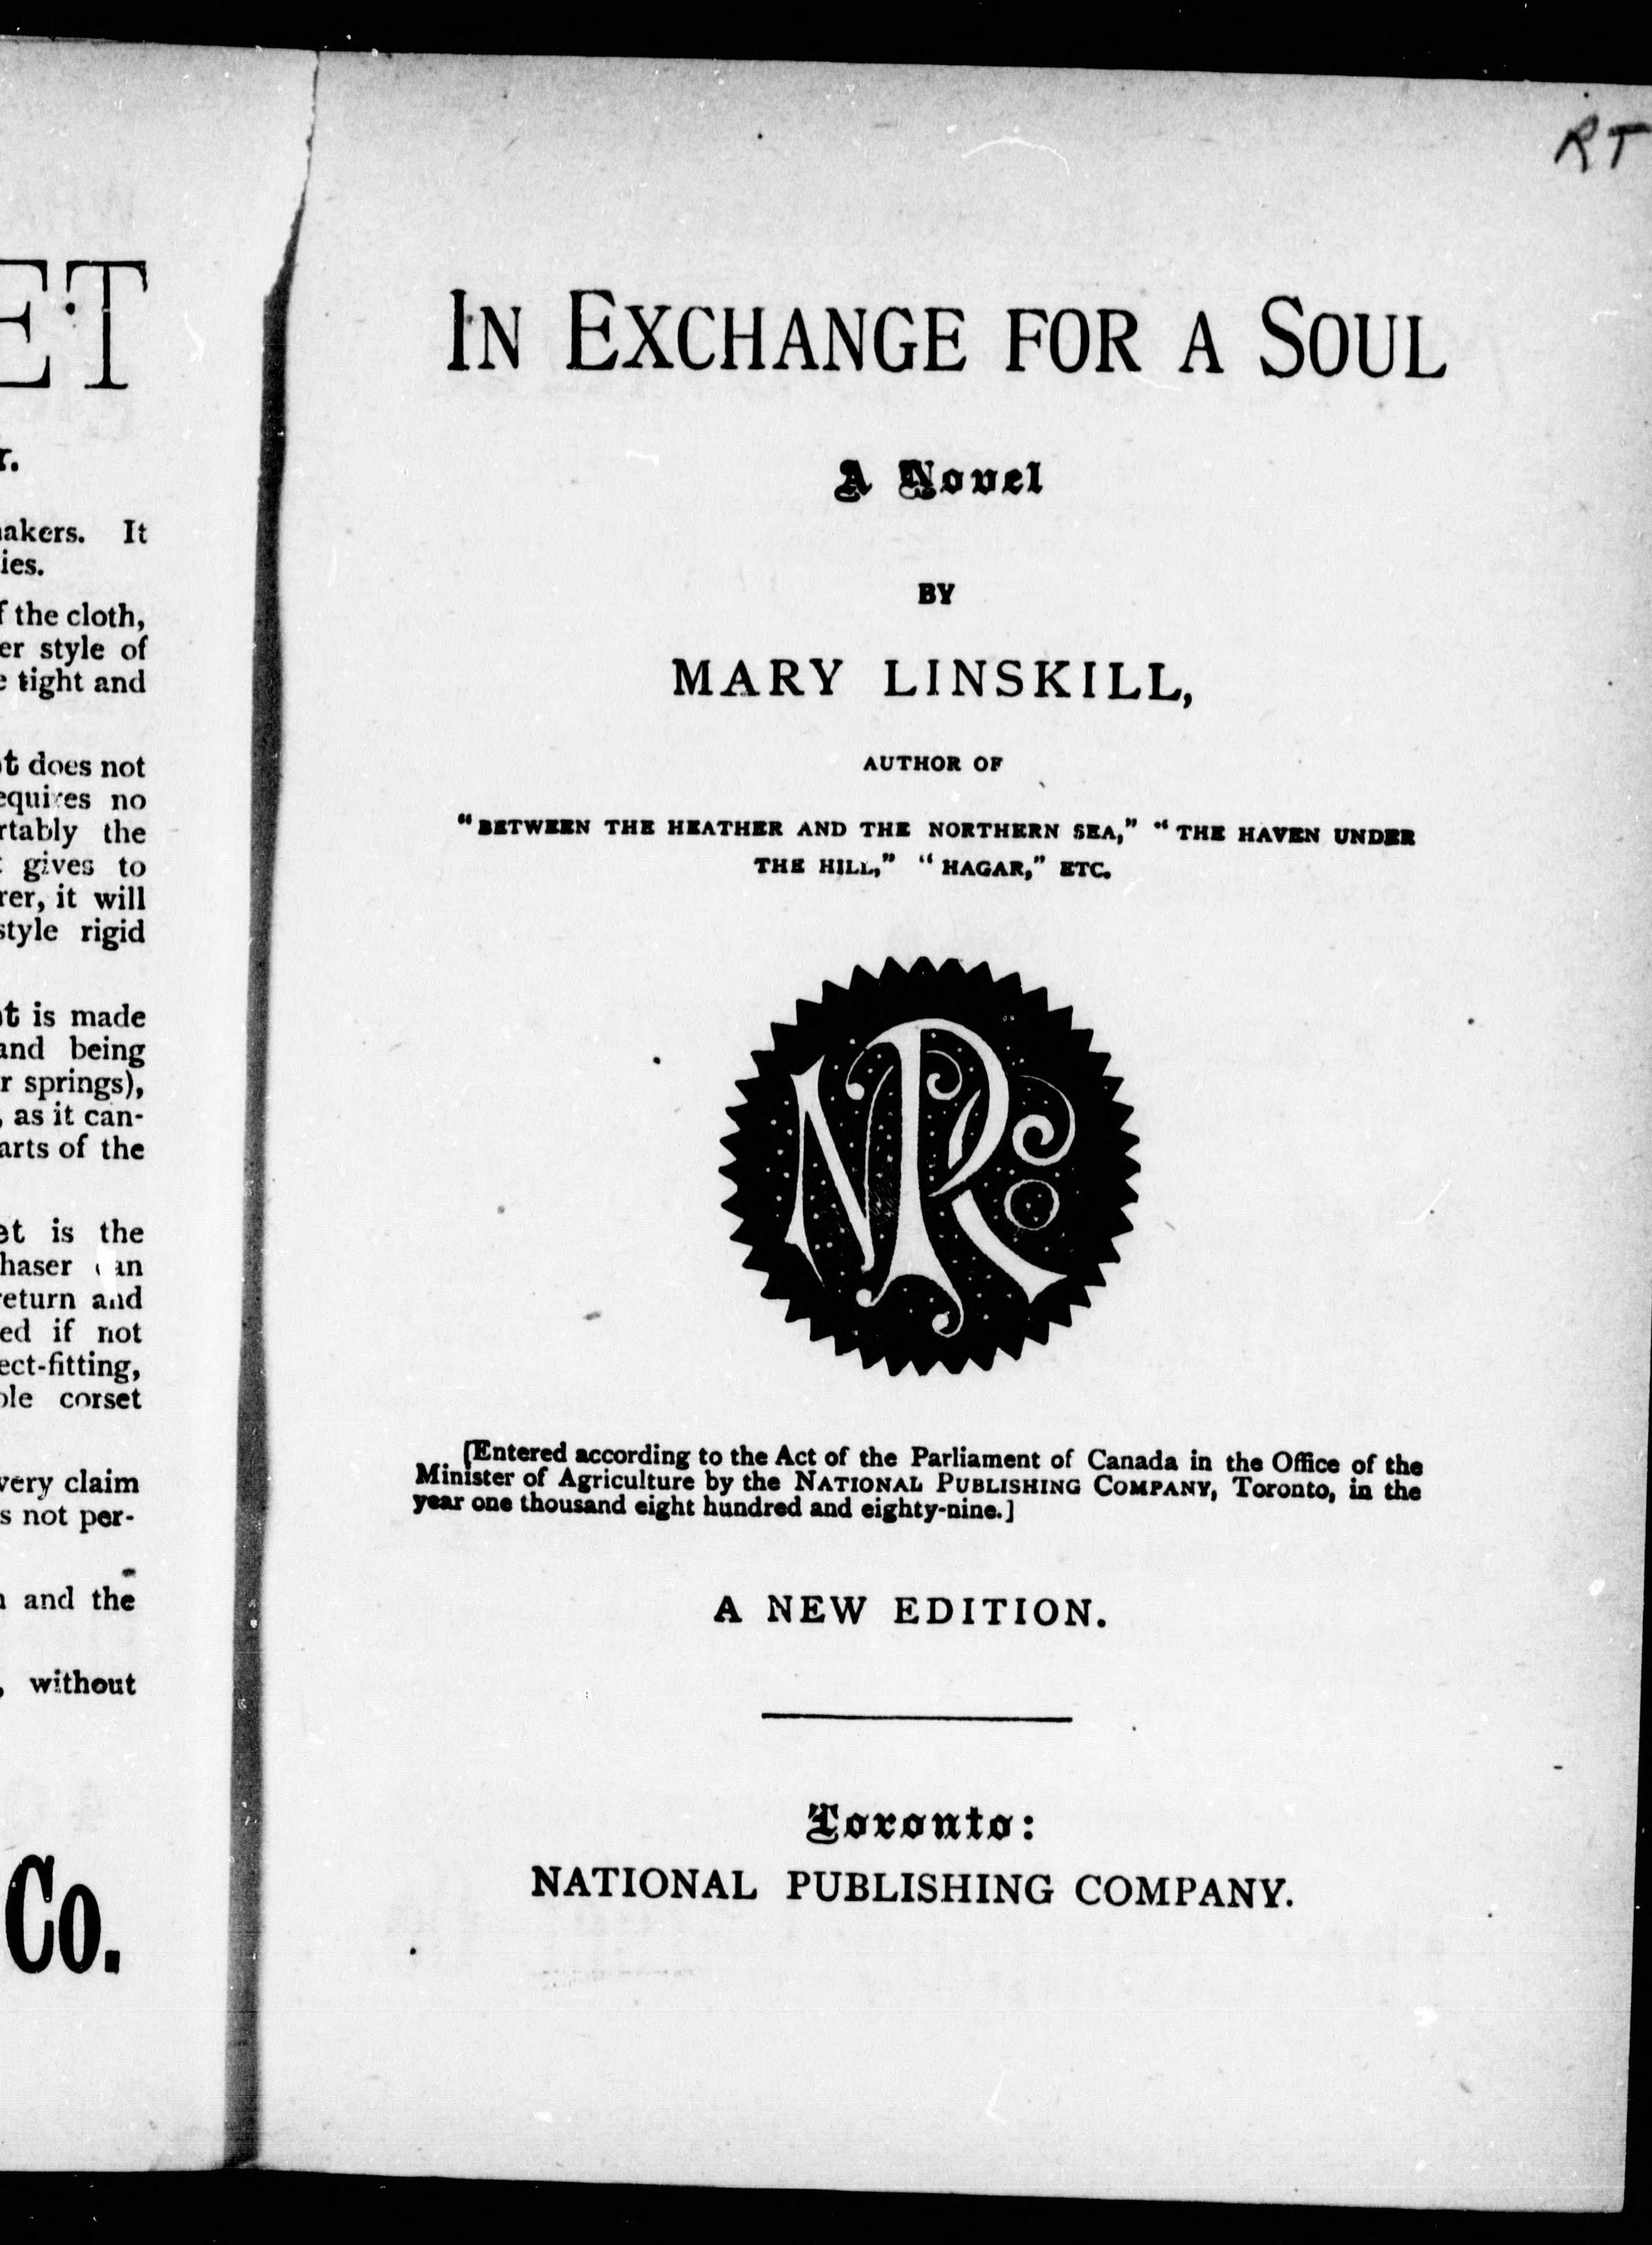 ET
r.
akers. It
ies.
f the cloth,
er style of
e tight and
t does not
equires no
rtably the
gives to
rer, it will
style rigid
t is made
and being
r springs),
, as it can-
arts of the
et is the
haser can
return and
ed if not
ect-fitting,
ble corset
very claim
s not per-
and the
, without
Co.
RT
IN EXCHANGE FOR A SOUL
A Novel
BY
MARY LINSKILL,
AUTHOR OF
"BETWEEN THE HEATHER AND THE NORTHERN SEA," "THE HAVEN UNDER
THE HILL," "HAGAR," ETC.
[Entered according to the Act of the Parliament of Canada in the Office of the
Minister of Agriculture by the NATIONAL PUBLISHING COMPANY, Toronto, in the
year one thousand eight hundred and eighty-nine.]
A NEW EDITION.
Toronto:
NATIONAL PUBLISHING COMPANY.